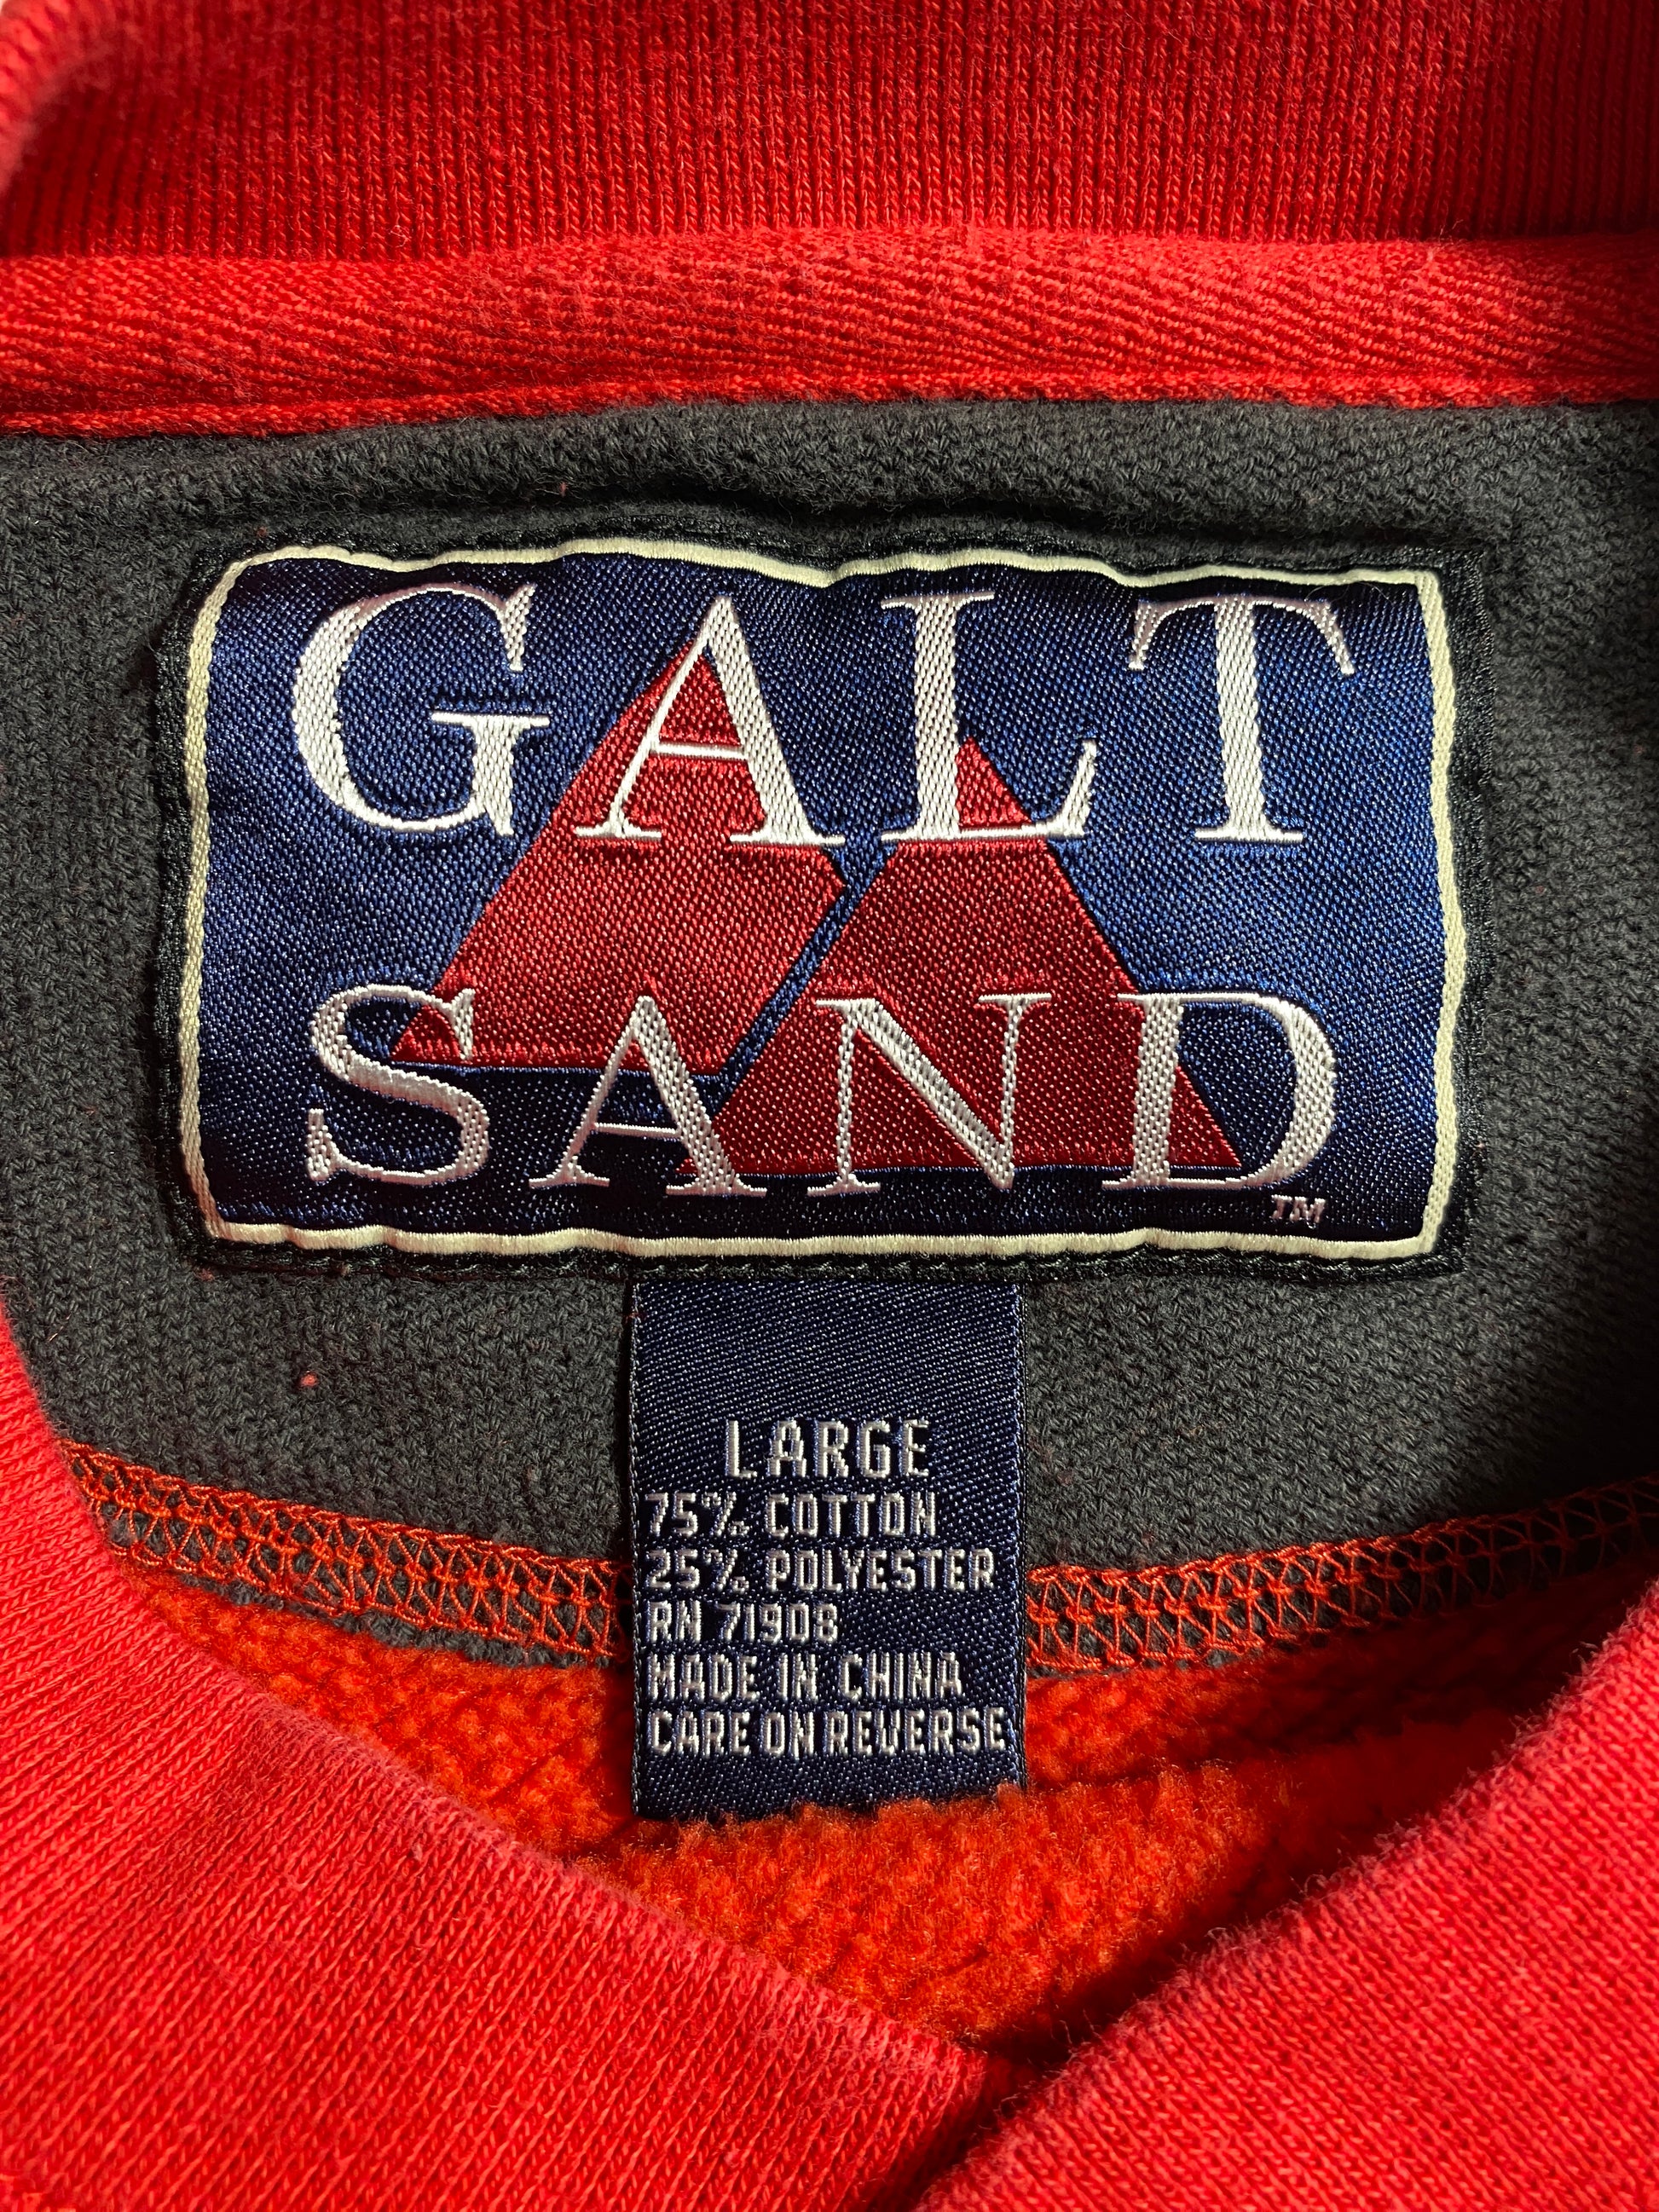 GALT
SAND
TM
LARGE
75% COTTON
25% POLYESTER
RN 71908
MADE IN CHINA
CARE ON REVERSE